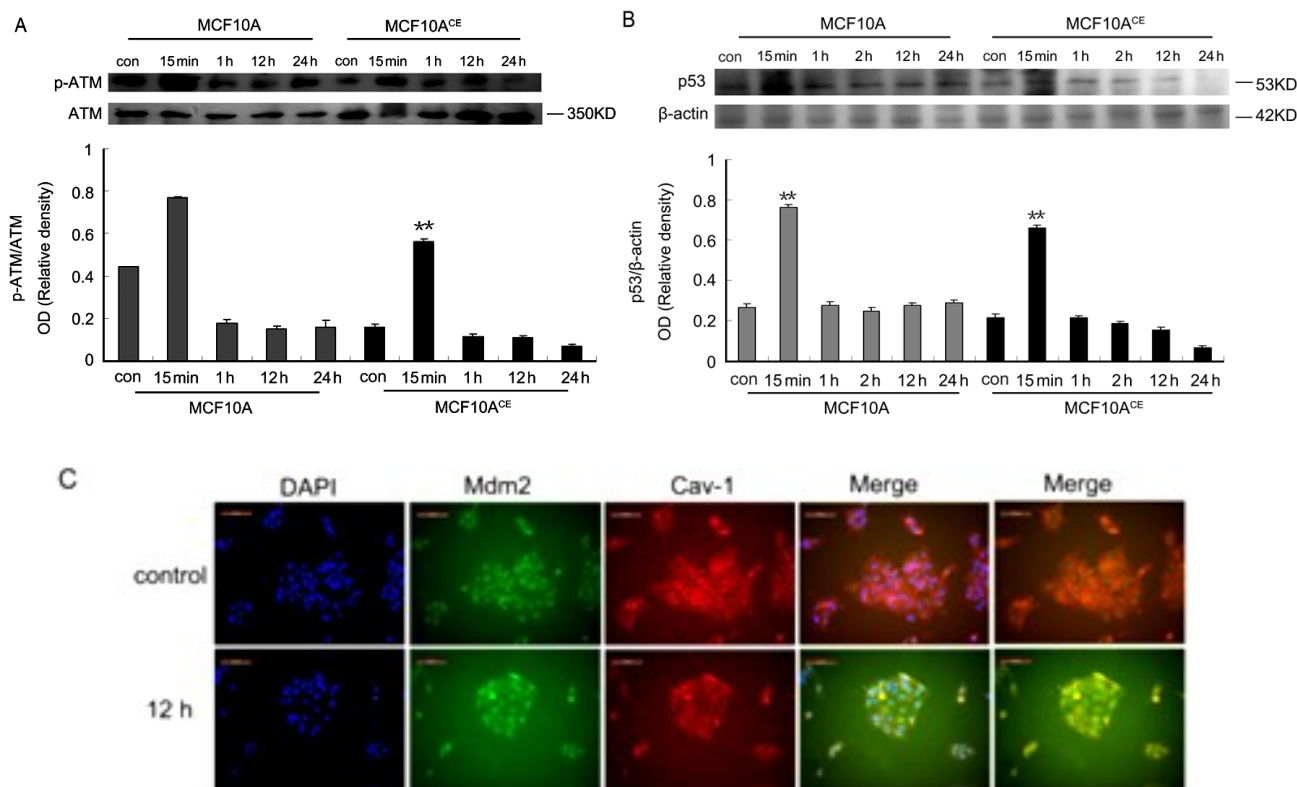 A
MCF10A MCF10A^CE
con 15 min 1 h 12 h 24 h con 15 min 1 h 12 h 24 h
p-ATM
ATM — 350KD
p-ATM/ATM
OD (Relative density)
1
0.8
0.6
0.4
0.2
0
**
con 15 min 1 h 12 h 24 h con 15 min 1 h 12 h 24 h
MCF10A MCF10A^CE
B
MCF10A MCF10A^CE
con 15 min 1 h 2 h 12 h 24 h con 15 min 1 h 2 h 12 h 24 h
p53 — 53KD
β-actin — 42KD
p53/β-actin
OD (Relative density)
1
0.8
0.6
0.4
0.2
0
** **
con 15 min 1 h 2 h 12 h 24 h con 15 min 1 h 2 h 12 h 24 h
MCF10A MCF10A^CE
C
DAPI Mdm2 Cav-1 Merge Merge
control
12 h